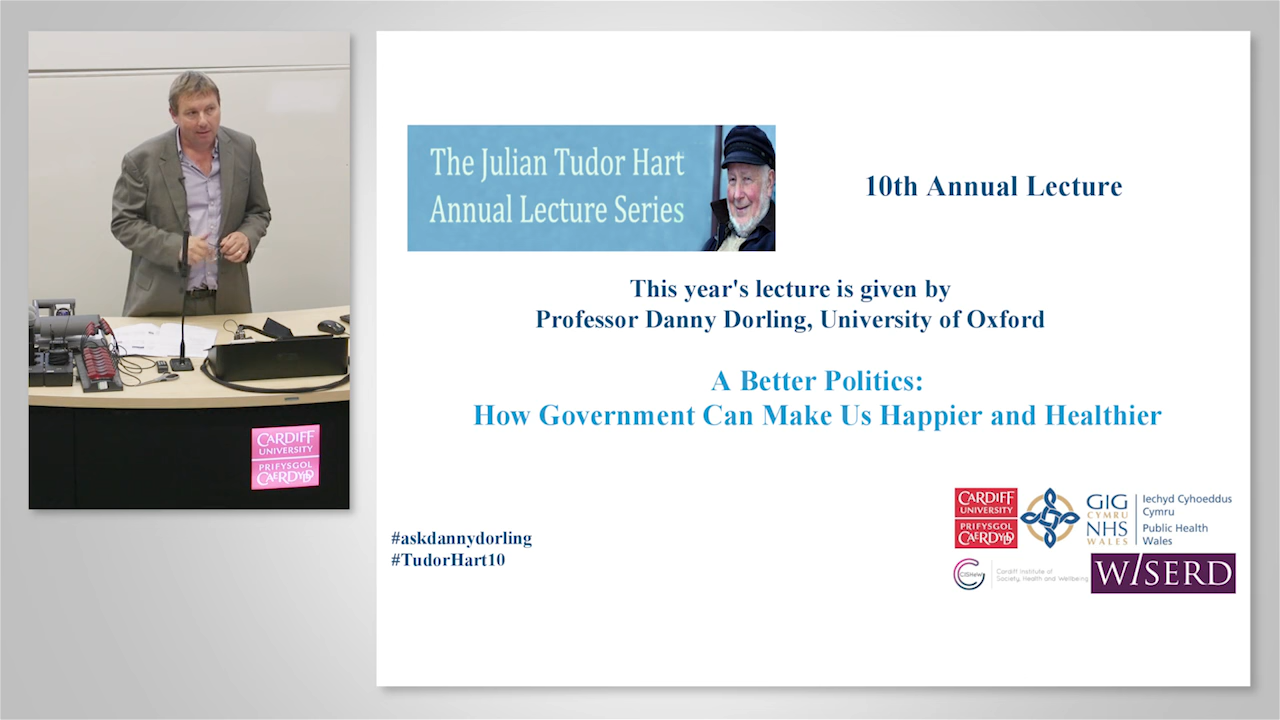 The Julian Tudor Hart
Annual Lecture Series
10th Annual Lecture
This year's lecture is given by
Professor Danny Dorling, University of Oxford
A Better Politics:
How Government Can Make Us Happier and Healthier
#askdannydorling
#TudorHart10
CARDIFF
UNIVERSITY
PRIFYSGOL
CAERDYDD
CARDIFF
UNIVERSITY
PRIFYSGOL
CAERDYDD
GIG
CYMRU
NHS
WALES
Iechyd Cyhoeddus
Cymru
Public Health
Wales
CISHeW
Cardiff Institute of
Society Health and Wellbeing
WISERD